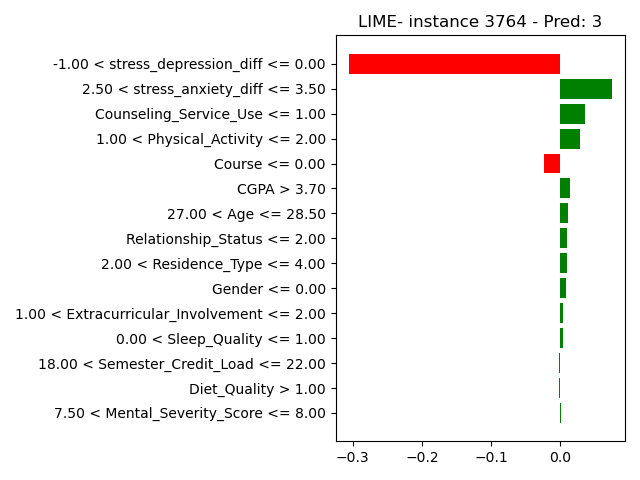 LIME- instance 3764 - Pred: 3
-1.00 < stress_depression_diff <= 0.00
2.50 < stress_anxiety_diff <= 3.50
Counseling_Service_Use <= 1.00
1.00 < Physical_Activity <= 2.00
Course <= 0.00
CGPA > 3.70
27.00 < Age <= 28.50
Relationship_Status <= 2.00
2.00 < Residence_Type <= 4.00
Gender <= 0.00
1.00 < Extracurricular_Involvement <= 2.00
0.00 < Sleep_Quality <= 1.00
18.00 < Semester_Credit_Load <= 22.00
Diet_Quality > 1.00
7.50 < Mental_Severity_Score <= 8.00
−0.3 −0.2 −0.1 0.0